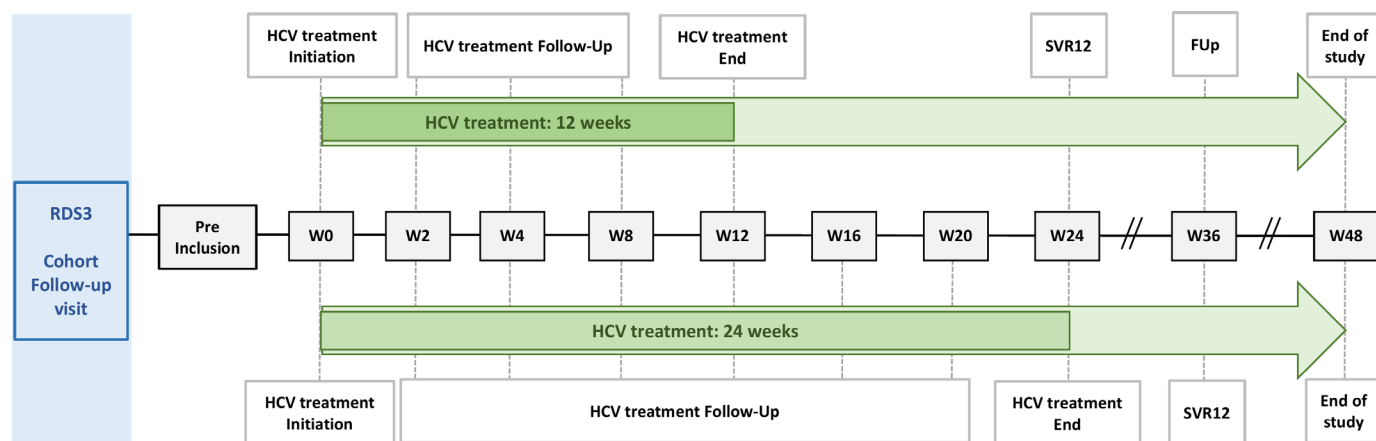 HCV treatment
Initiation
HCV treatment Follow-Up
HCV treatment
End
SVR12
FUp
End of
study
HCV treatment: 12 weeks
RDS3
Cohort
Follow-up
visit
Pre
Inclusion
W0
W2
W4
W8
W12
W16
W20
W24
W36
W48
HCV treatment: 24 weeks
HCV treatment
Initiation
HCV treatment Follow-Up
HCV treatment
End
SVR12
End of
study